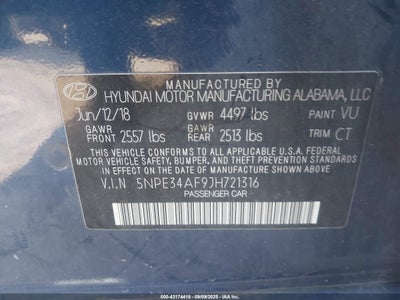 MANUFACTURED BY
HYUNDAI MOTOR MANUFACTURING ALABAMA, LLC
Jun/12/18 GVWR 4497 lbs PAINT VU
GAWR FRONT 2557 lbs GAWR REAR 2513 lbs TRIM CT
THIS VEHICLE CONFORMS TO ALL APPLICABLE U.S.A FEDERAL
MOTOR VEHICLE SAFETY, BUMPER, AND THEFT PREVENTION
STANDARDS IN EFFECT ON THE DATE OF MANUFACTURE SHOWN ABOVE.
V.I.N 5NPE34AF9JH721316
PASSENGER CAR
ID: 000-43174418 - 09/09/2025 - IAA